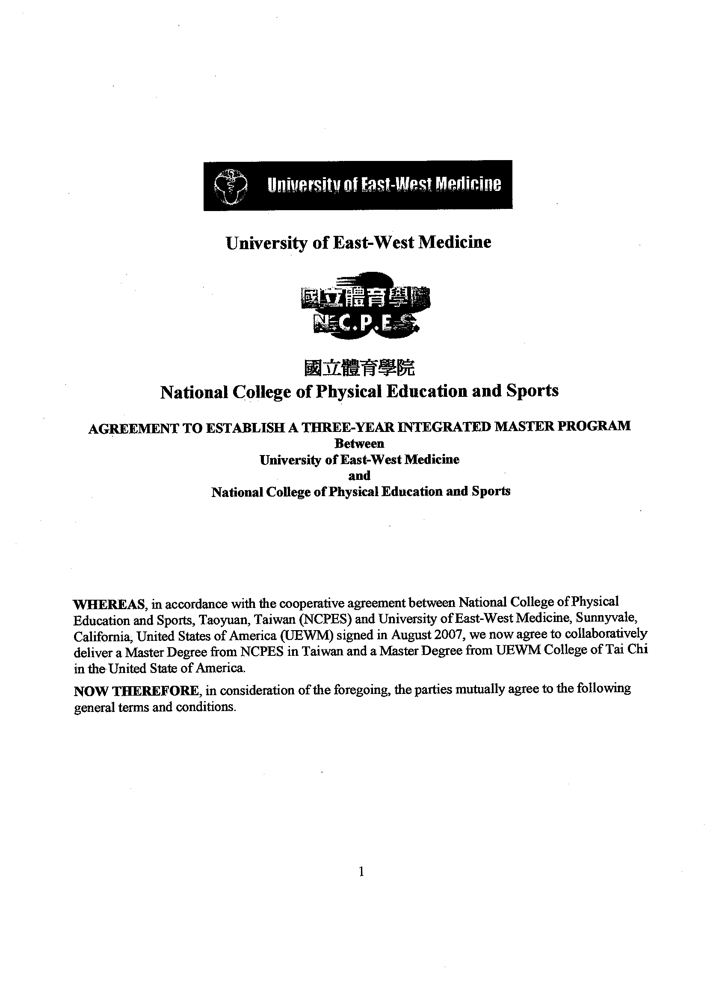 University of East-West Medicine
University of East-West Medicine
國立體育學院
N.C.P.E.S.
國立體育學院
National College of Physical Education and Sports
AGREEMENT TO ESTABLISH A THREE-YEAR INTEGRATED MASTER PROGRAM
Between
University of East-West Medicine
and
National College of Physical Education and Sports
WHEREAS, in accordance with the cooperative agreement between National College of Physical
Education and Sports, Taoyuan, Taiwan (NCPES) and University of East-West Medicine, Sunnyvale,
California, United States of America (UEWM) signed in August 2007, we now agree to collaboratively
deliver a Master Degree from NCPES in Taiwan and a Master Degree from UEWM College of Tai Chi
in the United State of America.
NOW THEREFORE, in consideration of the foregoing, the parties mutually agree to the following
general terms and conditions.
1